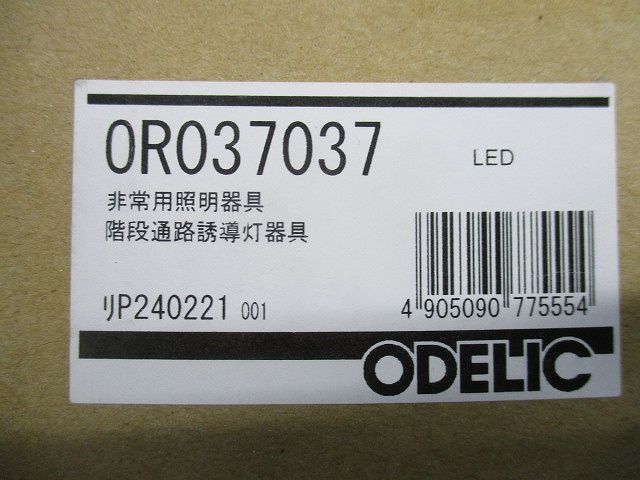 OR037037
LED
非常用照明器具
階段通路誘導灯器具
リP240221 001
4 905090 775554
ODELIC